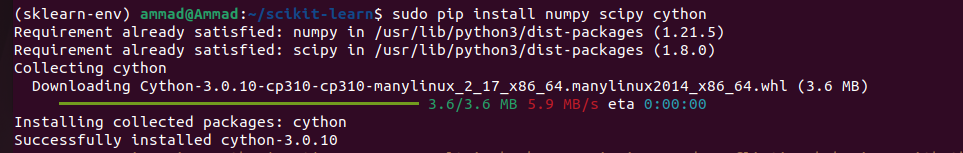 (sklearn-env) ammad@Ammad:~/scikit-learn$ sudo pip install numpy scipy cython
Requirement already satisfied: numpy in /usr/lib/python3/dist-packages (1.21.5)
Requirement already satisfied: scipy in /usr/lib/python3/dist-packages (1.8.0)
Collecting cython
  Downloading Cython-3.0.10-cp310-cp310-manylinux_2_17_x86_64.manylinux2014_x86_64.whl (3.6 MB)
3.6/3.6 MB 5.9 MB/s eta 0:00:00
Installing collected packages: cython
Successfully installed cython-3.0.10